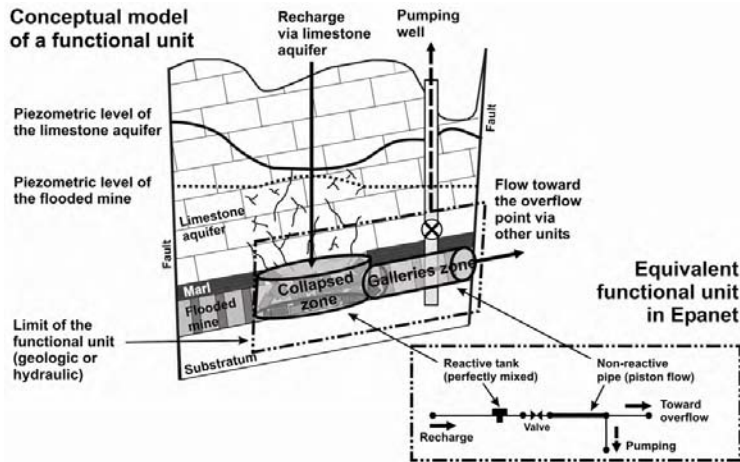 Conceptual model
of a functional unit
Recharge
via limestone
aquifer
Pumping
well
Piezometric level of
the limestone aquifer
Fault
Piezometric level of
the flooded mine
Flow toward
the overflow
point via
other units
Limestone
aquifer
Fault
Marl
Flooded
mine
Collapsed
zone
Galleries zone
Equivalent
functional unit
in Epanet
Limit of the
functional unit
(geologic or
hydraulic)
Substratum
Reactive tank
(perfectly mixed)
Non-reactive
pipe (piston flow)
Toward
overflow
Valve
Recharge
Pumping